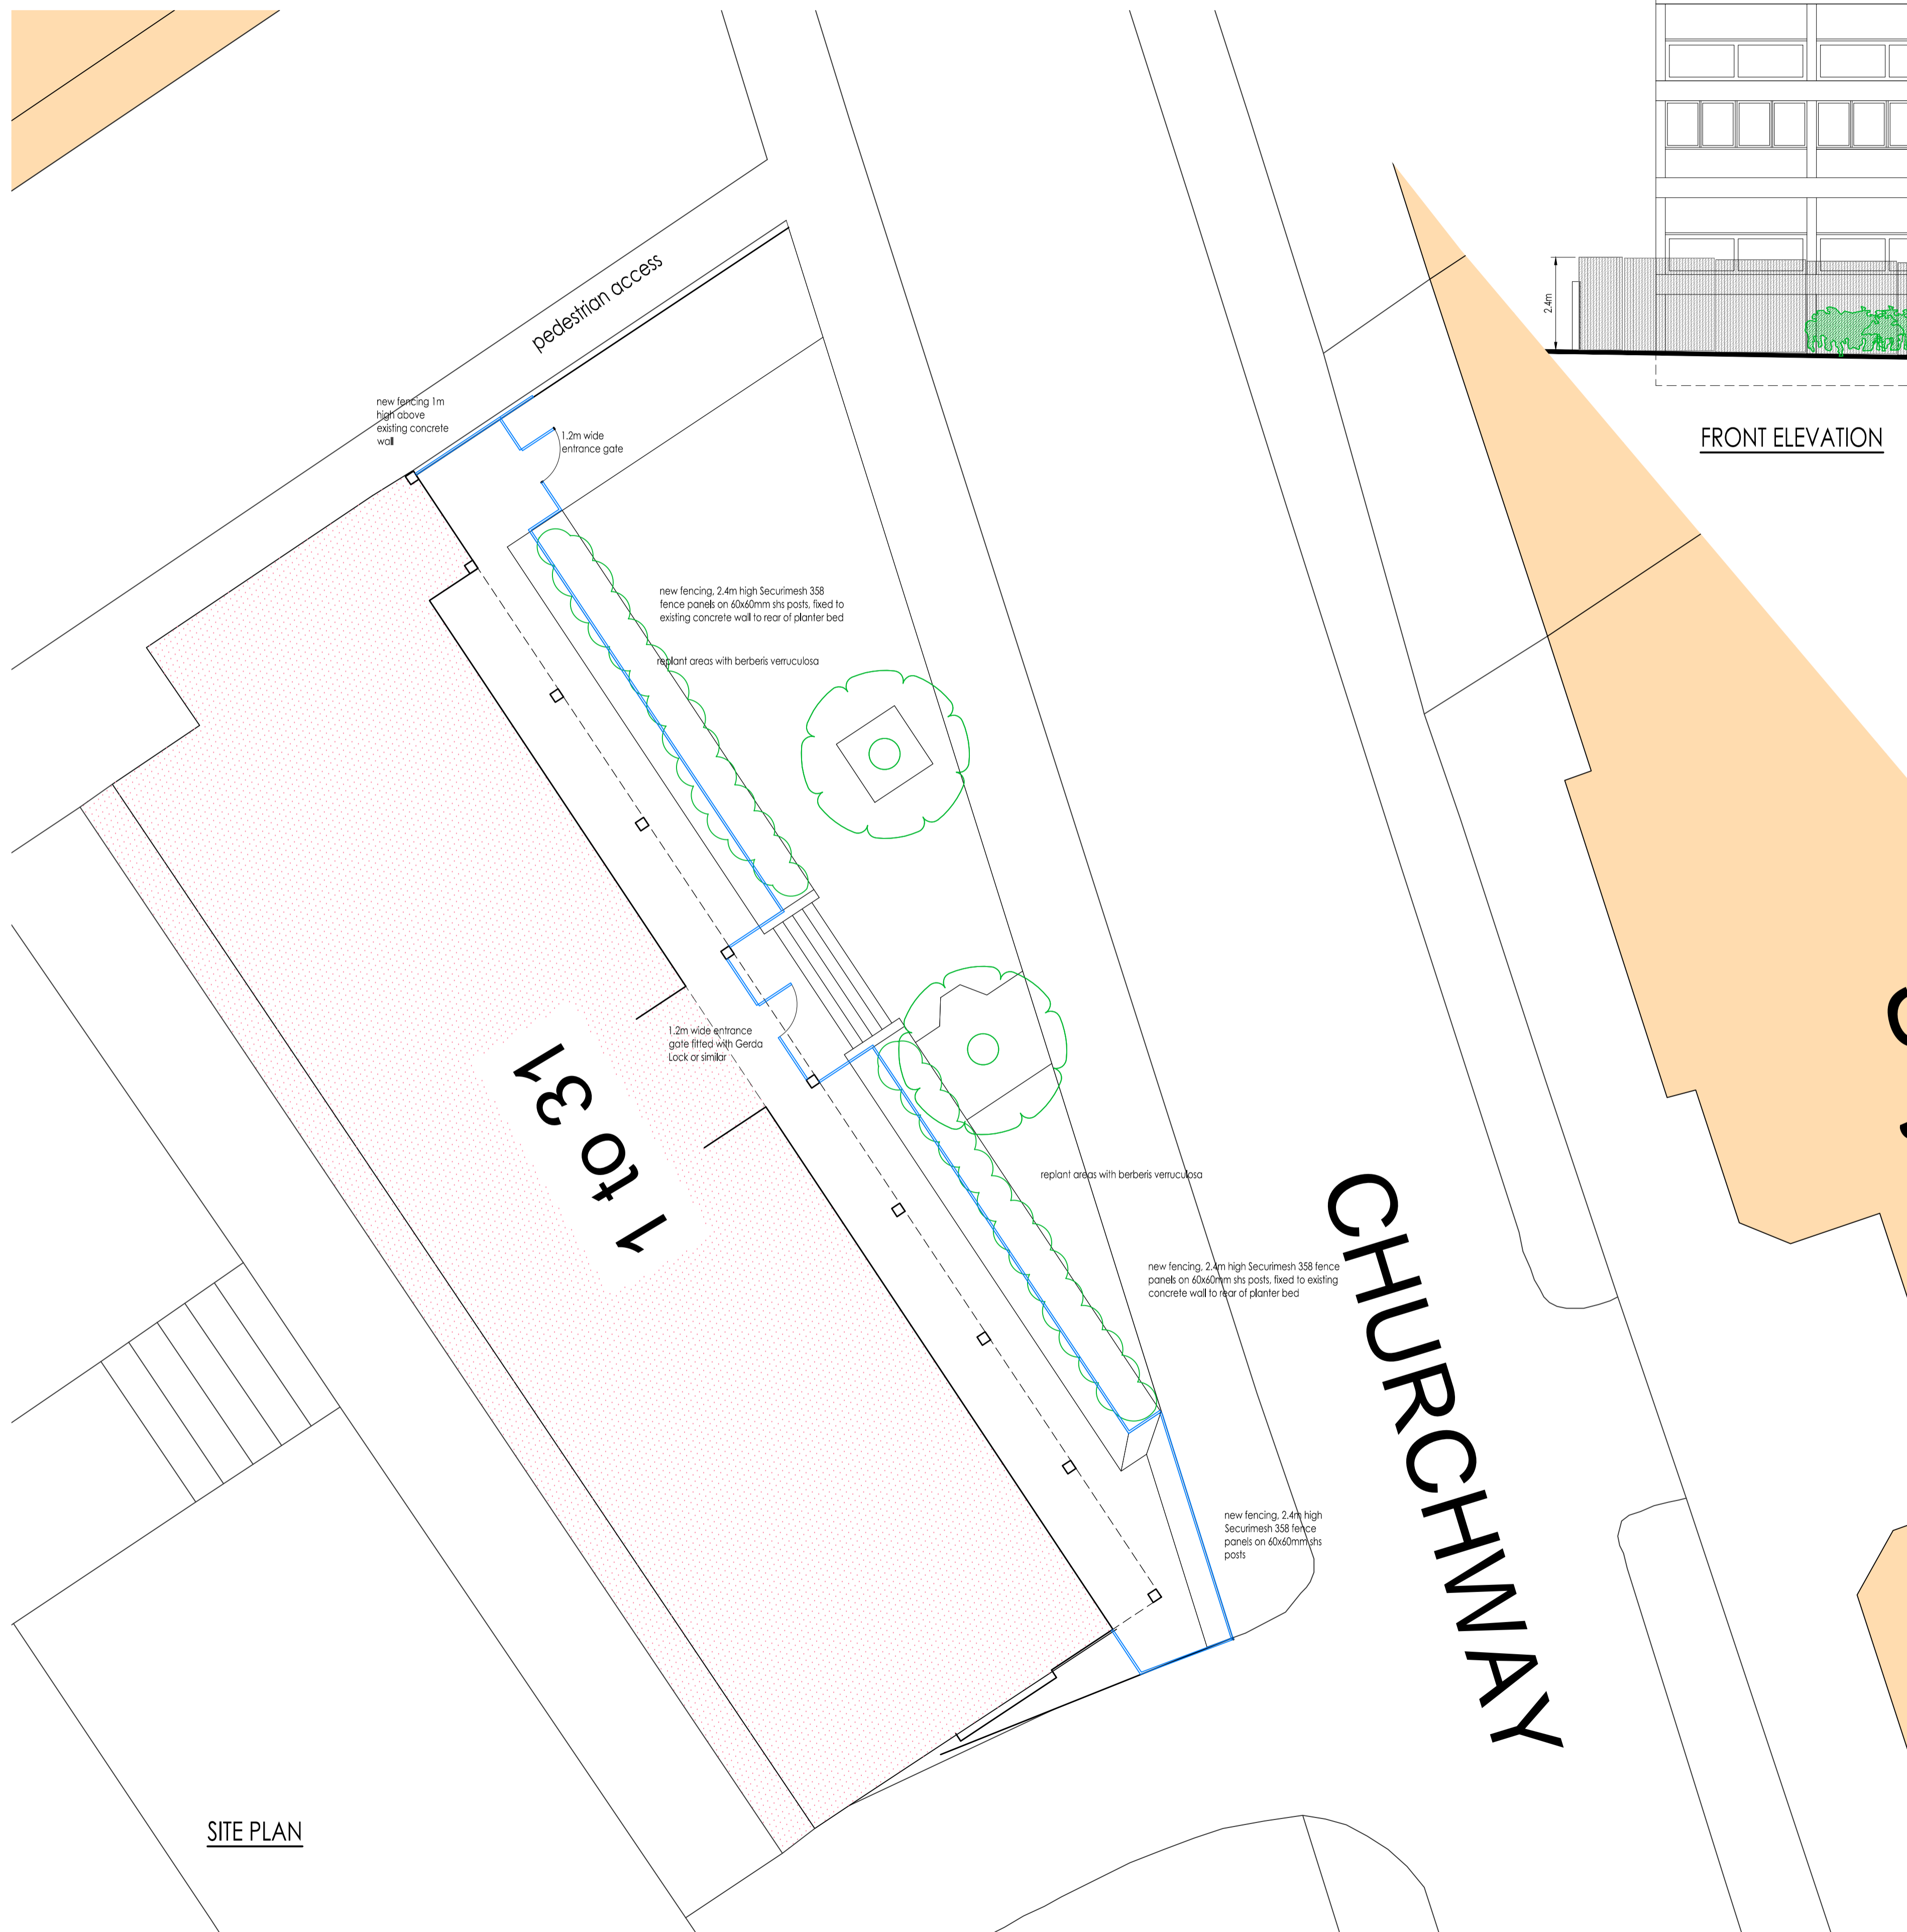 2.4m
FRONT ELEVATION
pedestrian access
new fencing 1m
high above
existing concrete
wall
1.2m wide
entrance gate
new fencing, 2.4m high Securimesh 358
fence panels on 60x60mm shs posts, fixed to
existing concrete wall to rear of planter bed
replant areas with berberis verruculosa
1.2m wide entrance
gate fitted with Gerda
Lock or similar
1 to 31
replant areas with berberis verruculosa
new fencing, 2.4m high Securimesh 358 fence
panels on 60x60mm shs posts, fixed to existing
concrete wall to rear of planter bed
CHURCHWAY
new fencing, 2.4m high
Securimesh 358 fence
panels on 60x60mm shs
posts
SITE PLAN